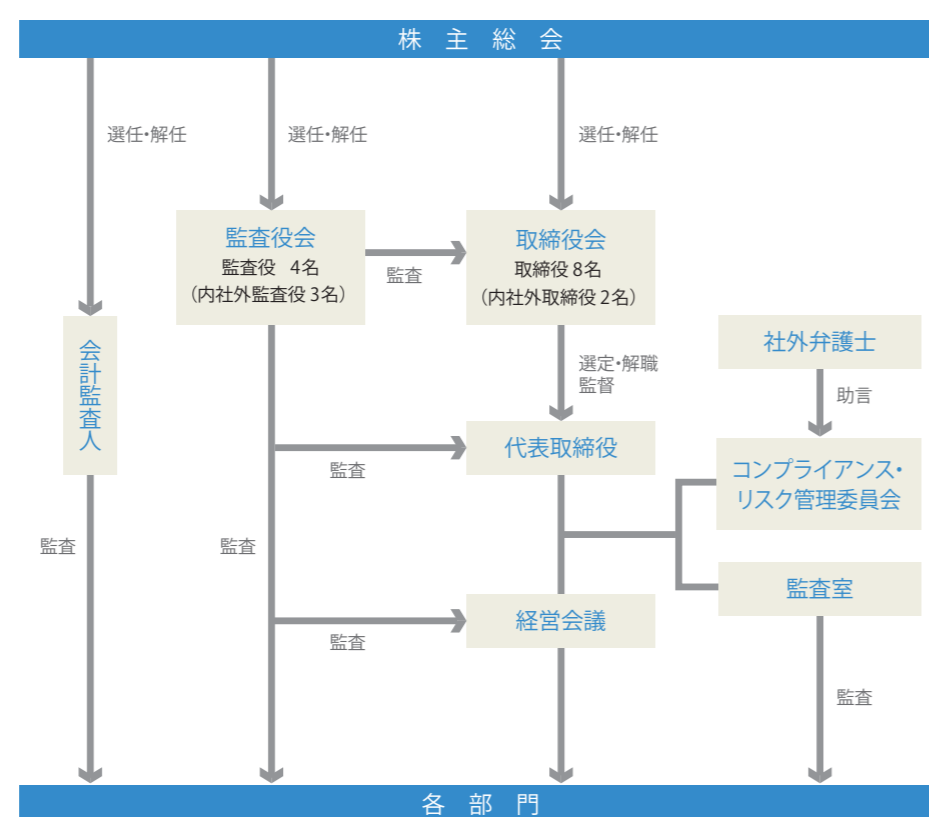 株主総会
選任・解任
選任・解任
選任・解任
監査役会
監査役 4名
（内社外監査役 3名）
監査
取締役会
取締役 8名
（内社外取締役 2名）
会計監査人
選定・解職
監督
社外弁護士
助言
代表取締役
監査
コンプライアンス・
リスク管理委員会
監査
監査
監査室
経営会議
監査
監査
各部門